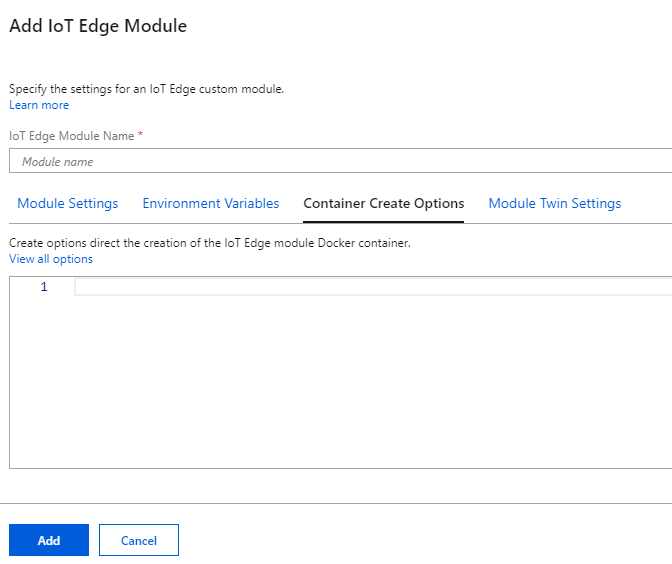 Add IoT Edge Module
Specify the settings for an IoT Edge custom module.
Learn more
IoT Edge Module Name *
Module name
Module Settings Environment Variables Container Create Options Module Twin Settings
Create options direct the creation of the IoT Edge module Docker container.
View all options
1
Add Cancel